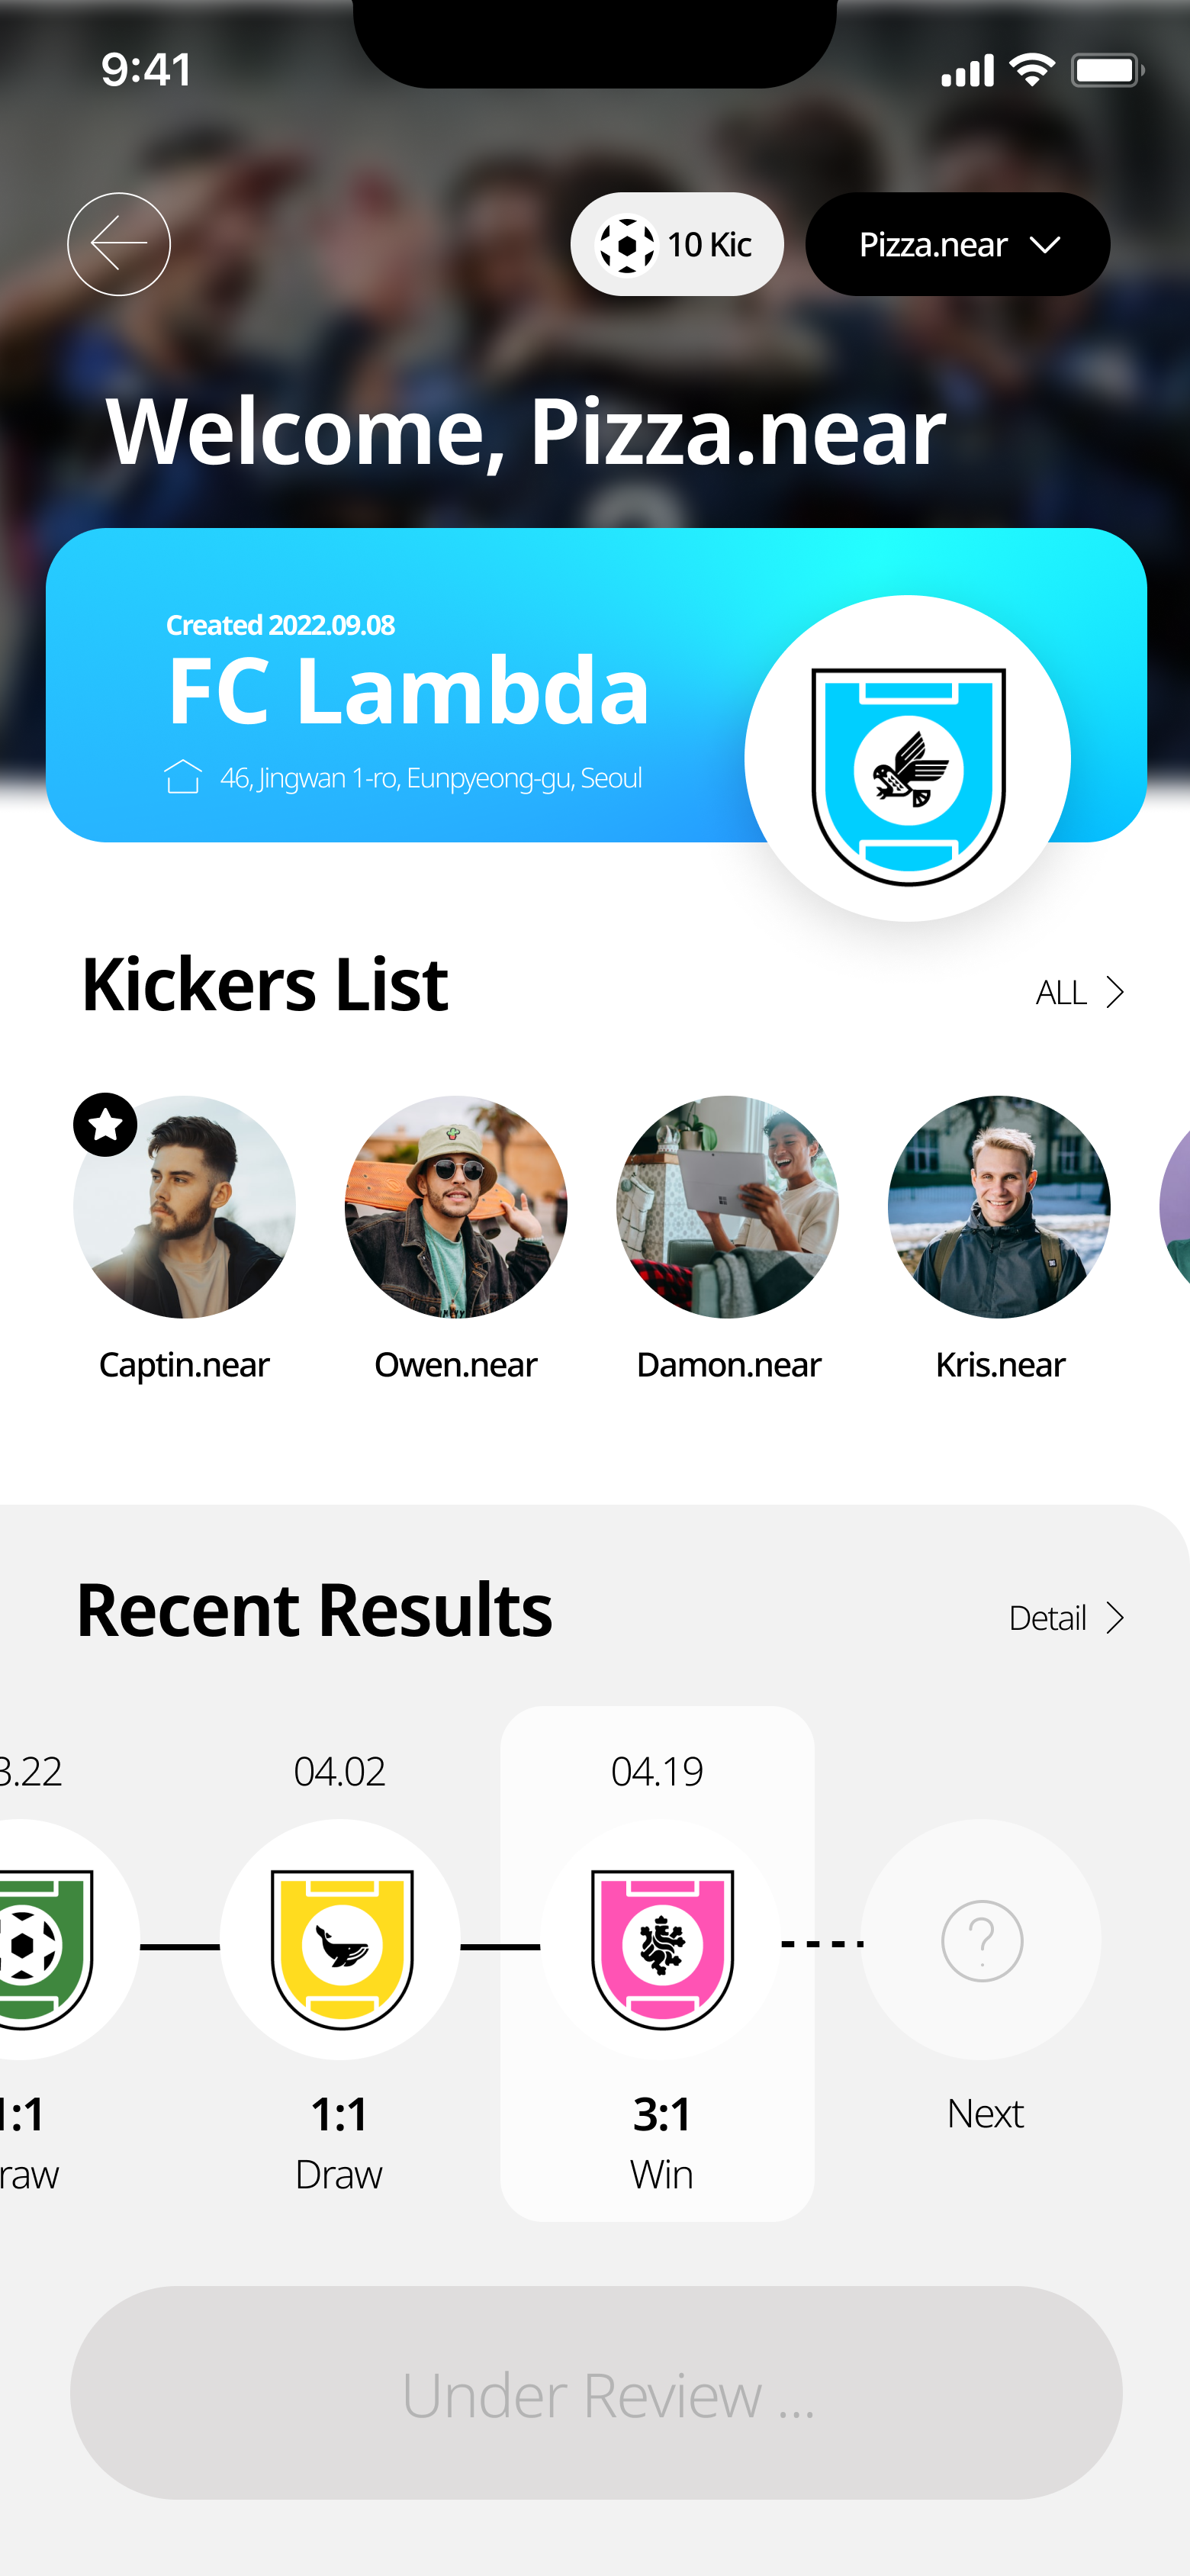 9:41
10 Kic
Pizza.near
Welcome, Pizza.near
Created 2022.09.08
FC Lambda
46, Jingwan 1-ro, Eunpyeong-gu, Seoul
Kickers List
ALL
Captin.near
Owen.near
Damon.near
Kris.near
Recent Results
Detail
3.22
04.02
04.19
?
1:1
1:1
3:1
Next
raw
Draw
Win
Under Review ...